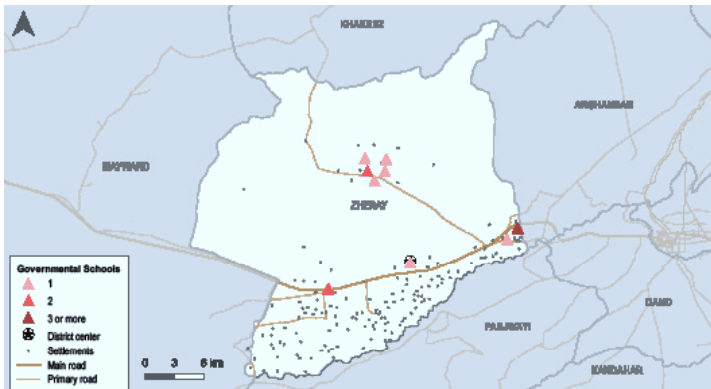 KHAKREZ
ARGHANDAB
MAYWAND
ZHERAY
DAND
PANJWAYI
KANDAHAR
Governmental Schools
1
2
3 or more
District center
Settlements
Main road
Primary road
0 3 6 km